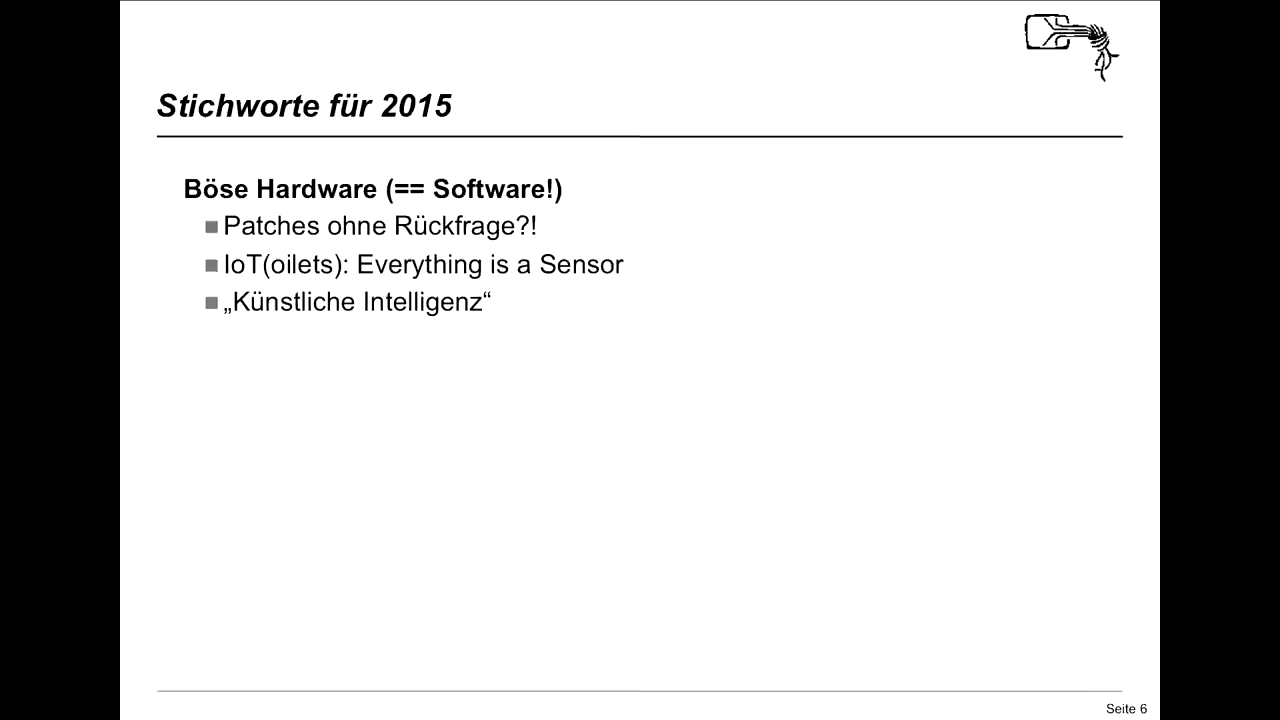 Stichworte für 2015
Böse Hardware (== Software!)
Patches ohne Rückfrage?!
IoT(oilets): Everything is a Sensor
„Künstliche Intelligenz“
Seite 6